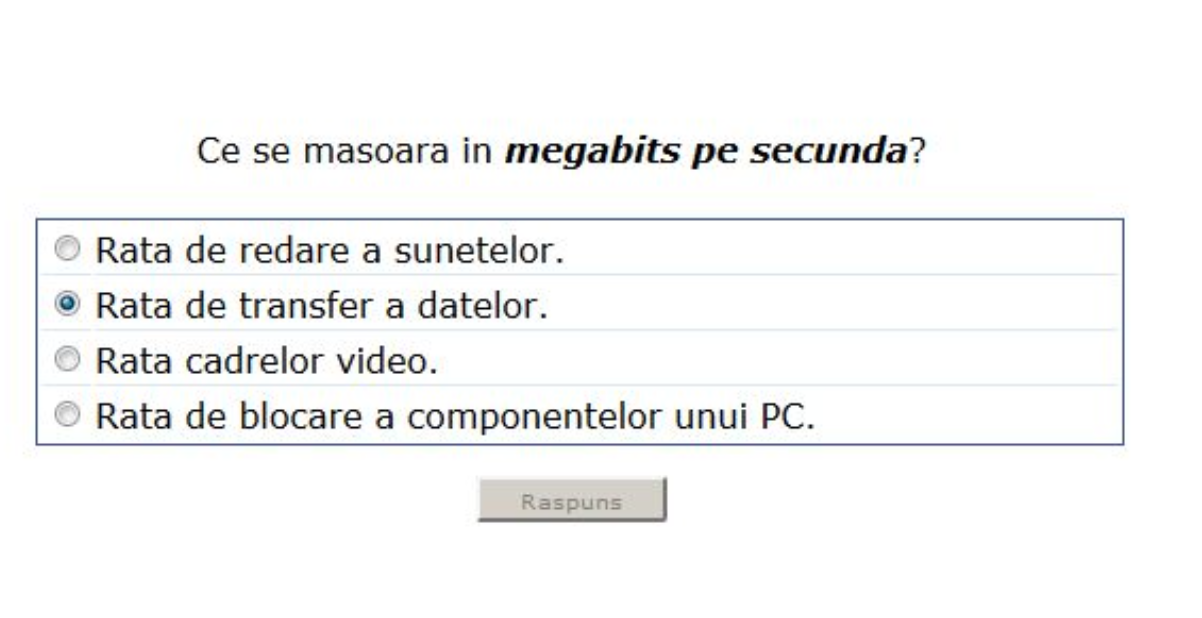 Ce se masoara in megabits pe secunda?
Rata de redare a sunetelor.
Rata de transfer a datelor.
Rata cadrelor video.
Rata de blocare a componentelor unui PC.
Raspuns